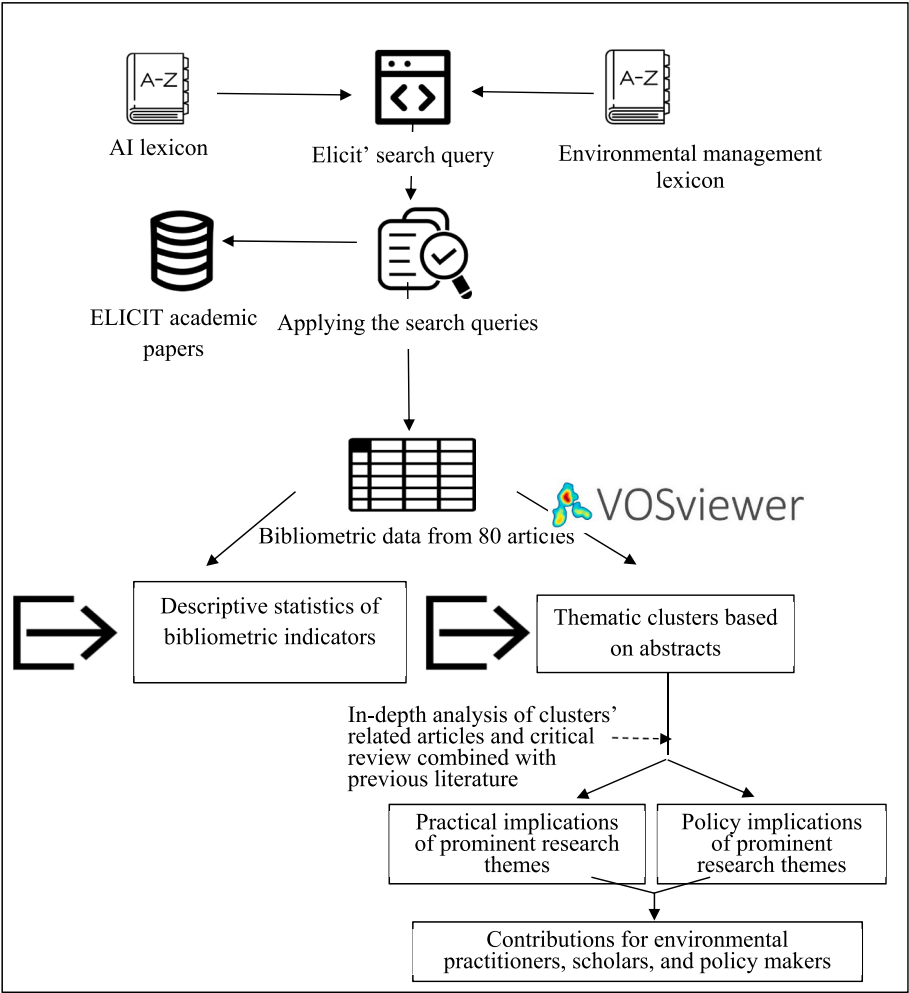 A-Z
A-Z
AI lexicon
Elicit’ search query
Environmental management
lexicon
ELICIT academic
papers
Applying the search queries
VOSviewer
Bibliometric data from 80 articles
Descriptive statistics of
bibliometric indicators
Thematic clusters based
on abstracts
In-depth analysis of clusters’
related articles and critical
review combined with
previous literature
Practical implications
of prominent research
themes
Policy implications
of prominent
research themes
Contributions for environmental
practitioners, scholars, and policy makers